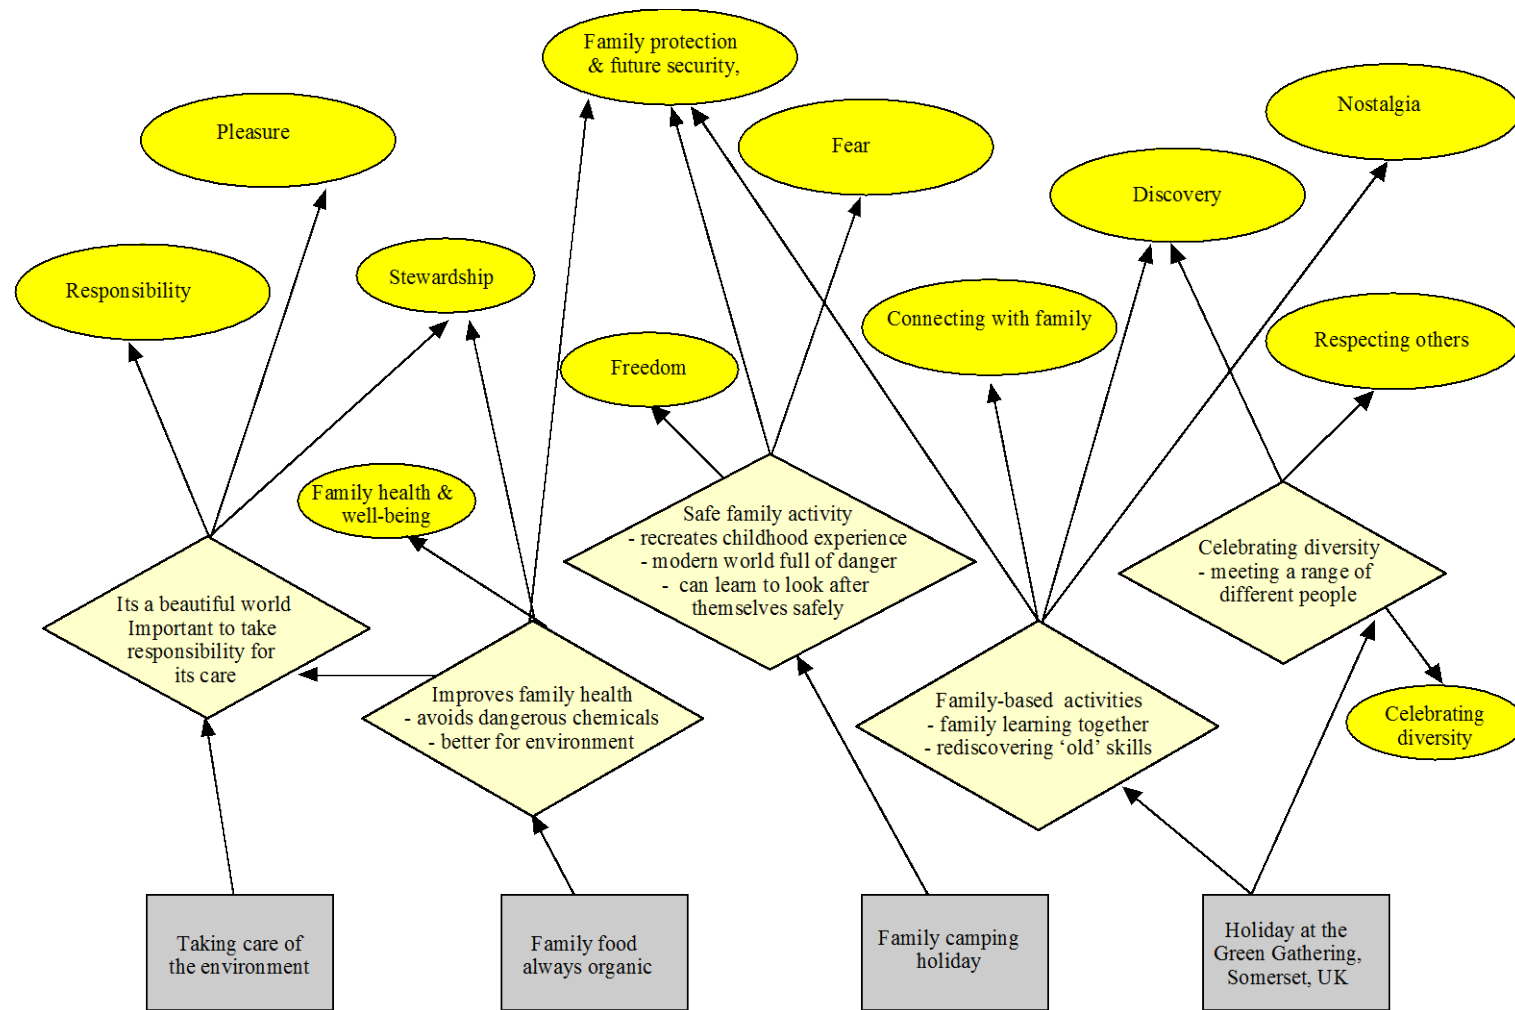 Family protection
& future security,
Pleasure
Nostalgia
Fear
Discovery
Responsibility
Stewardship
Connecting with family
Respecting others
Freedom
Family health &
well-being
Safe family activity
- recreates childhood experience
- modern world full of danger
- can learn to look after
themselves safely
Celebrating diversity
- meeting a range of
different people
Its a beautiful world
Important to take
responsibility for
its care
Improves family health
- avoids dangerous chemicals
- better for environment
Family-based activities
- family learning together
- rediscovering ‘old’ skills
Celebrating
diversity
Taking care of
the environment
Family food
always organic
Family camping
holiday
Holiday at the
Green Gathering,
Somerset, UK